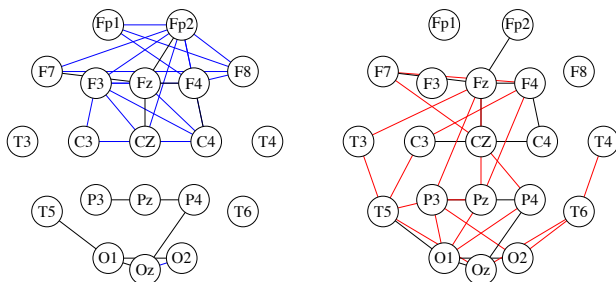 Fp1 Fp2 Fp1 Fp2
F7 F3 Fz F4 F8 F7 F3 Fz F4 F8
T3 C3 CZ C4 T4 T3 C3 CZ C4 T4
T5 P3 Pz P4 T6 T5 P3 Pz P4 T6
O1 Oz O2 O1 Oz O2